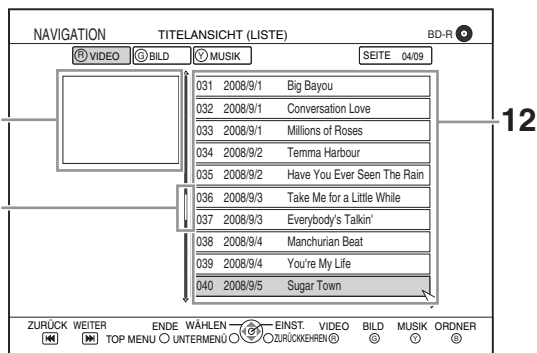 NAVIGATION TITELANSICHT (LISTE) BD-R
R VIDEO G BILD Y MUSIK SEITE 04/09
031 2008/9/1 Big Bayou
032 2008/9/1 Conversation Love
033 2008/9/1 Millions of Roses
034 2008/9/2 Temma Harbour
035 2008/9/2 Have You Ever Seen The Rain
036 2008/9/3 Take Me for a Little While
037 2008/9/3 Everybody's Talkin'
038 2008/9/4 Manchurian Beat
039 2008/9/4 You're My Life
040 2008/9/5 Sugar Town
12
ZURÜCK WEITER ENDE WÄHLEN EINST. VIDEO BILD MUSIK ORDNER
TOP MENU UNTERMENÜ ZURÜCKKEHREN R G Y B